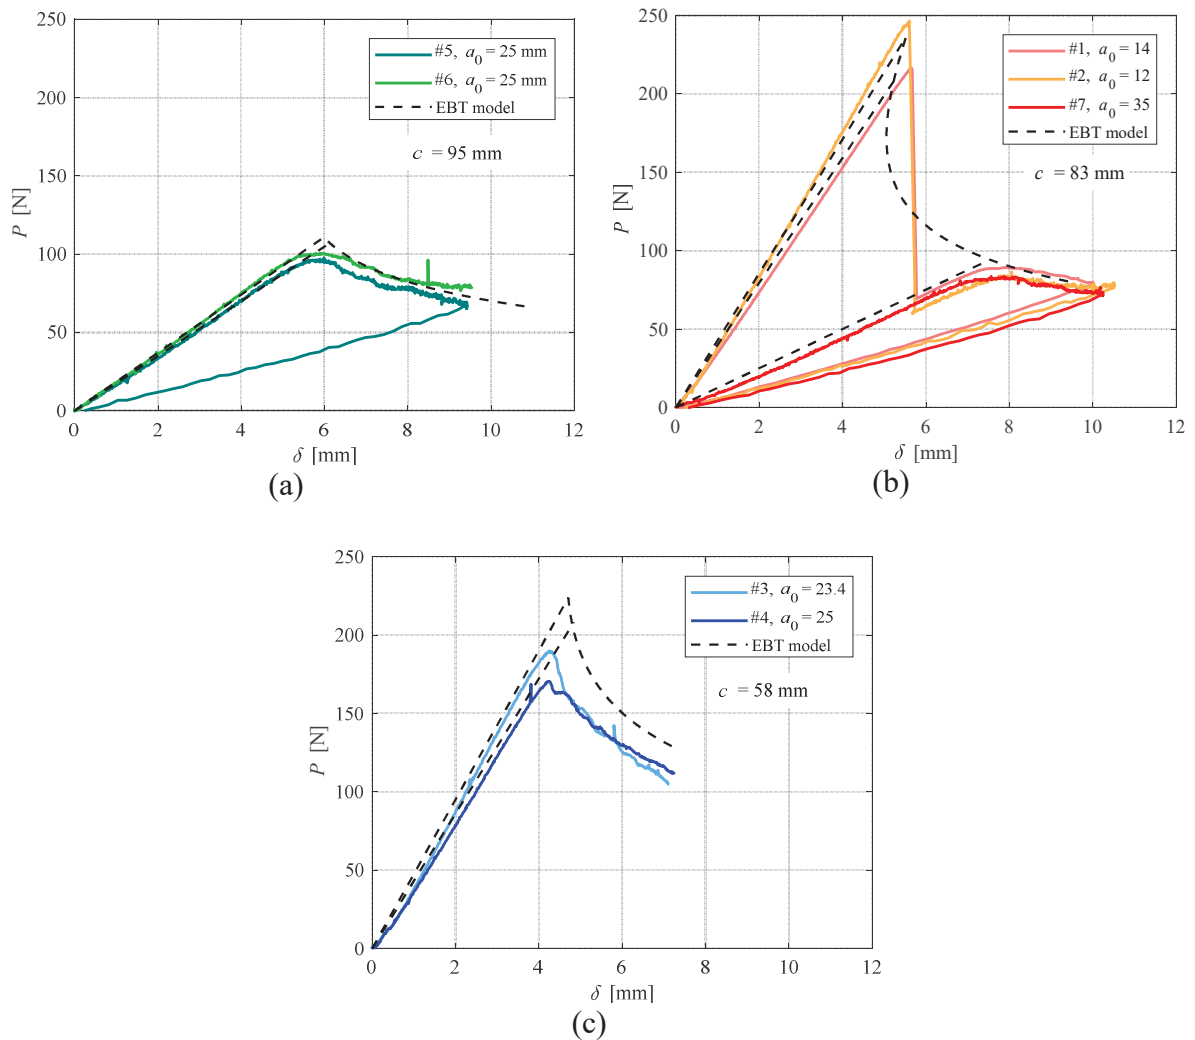 250
200
150
100
50
0
P [N]
#5, a0 = 25 mm
#6, a0 = 25 mm
EBT model
c = 95 mm
0 2 4 6 8 10 12
δ [mm]
(a)
250
200
150
100
50
0
P [N]
#1, a0 = 14
#2, a0 = 12
#7, a0 = 35
EBT model
c = 83 mm
0 2 4 6 8 10 12
δ [mm]
(b)
250
200
150
100
50
0
P [N]
#3, a0 = 23.4
#4, a0 = 25
EBT model
c = 58 mm
0 2 4 6 8 10 12
δ [mm]
(c)